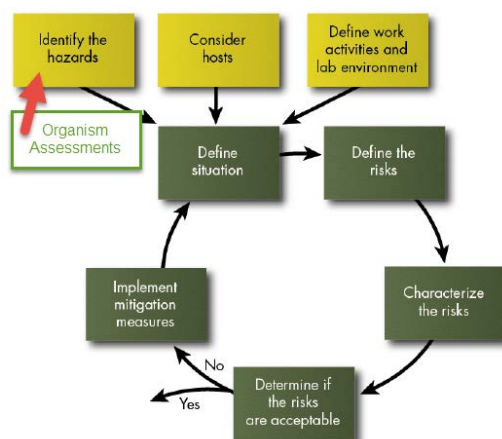 Identify the
hazards
Consider
hosts
Define work
activities and
lab environment
Organism
Assessments
Define
situation
Define the
risks
Implement
mitigation
measures
Characterize
the risks
No
Yes
Determine if
the risks
are acceptable